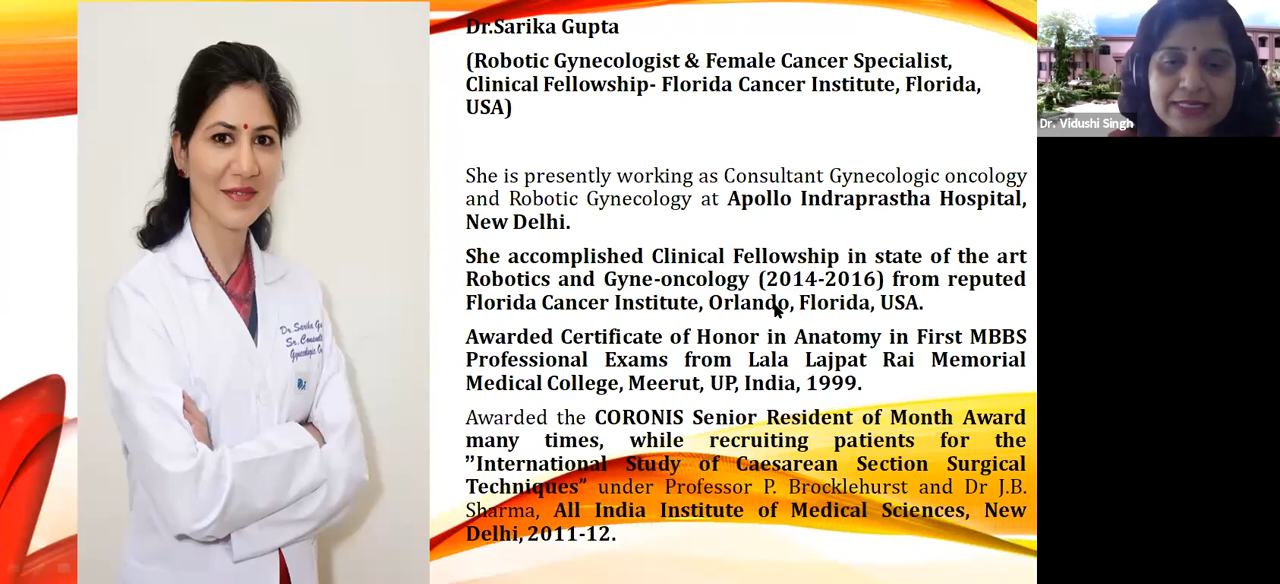 Dr.Sarika Gupta
(Robotic Gynecologist & Female Cancer Specialist,
Clinical Fellowship- Florida Cancer Institute, Florida,
USA)
She is presently working as Consultant Gynecologic oncology
and Robotic Gynecology at Apollo Indraprastha Hospital,
New Delhi.
She accomplished Clinical Fellowship in state of the art
Robotics and Gyne-oncology (2014-2016) from reputed
Florida Cancer Institute, Orlando, Florida, USA.
Awarded Certificate of Honor in Anatomy in First MBBS
Professional Exams from Lala Lajpat Rai Memorial
Medical College, Meerut, UP, India, 1999.
Awarded the CORONIS Senior Resident of Month Award
many times, while recruiting patients for the
”International Study of Caesarean Section Surgical
Techniques” under Professor P. Brocklehurst and Dr J.B.
Sharma, All India Institute of Medical Sciences, New
Delhi, 2011-12.
Dr. Sarika
Sr.
Gynecologic
Dr. Vidushi Singh